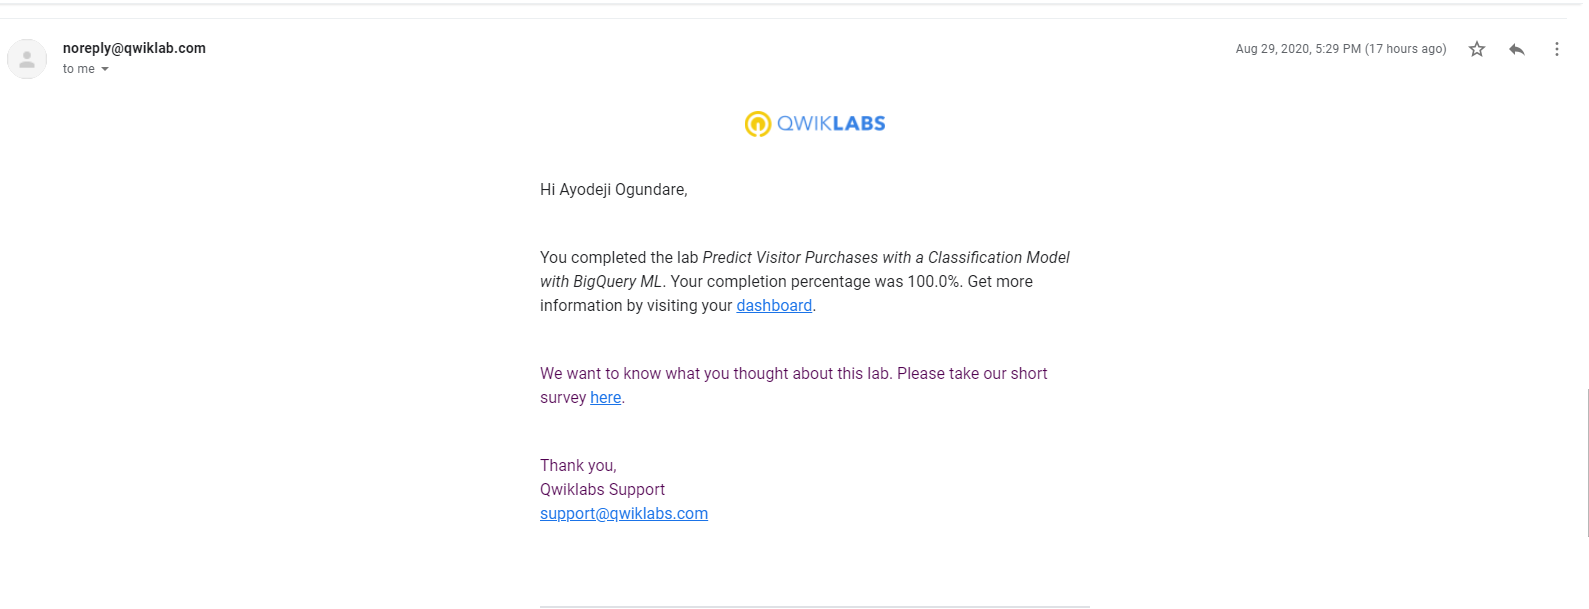 noreply@qwiklab.com
Aug 29, 2020, 5:29 PM (17 hours ago)
to me
QWIKLABS
Hi Ayodeji Ogundare,
You completed the lab Predict Visitor Purchases with a Classification Model
with BigQuery ML. Your completion percentage was 100.0%. Get more
information by visiting your dashboard.
We want to know what you thought about this lab. Please take our short
survey here.
Thank you,
Qwiklabs Support
support@qwiklabs.com